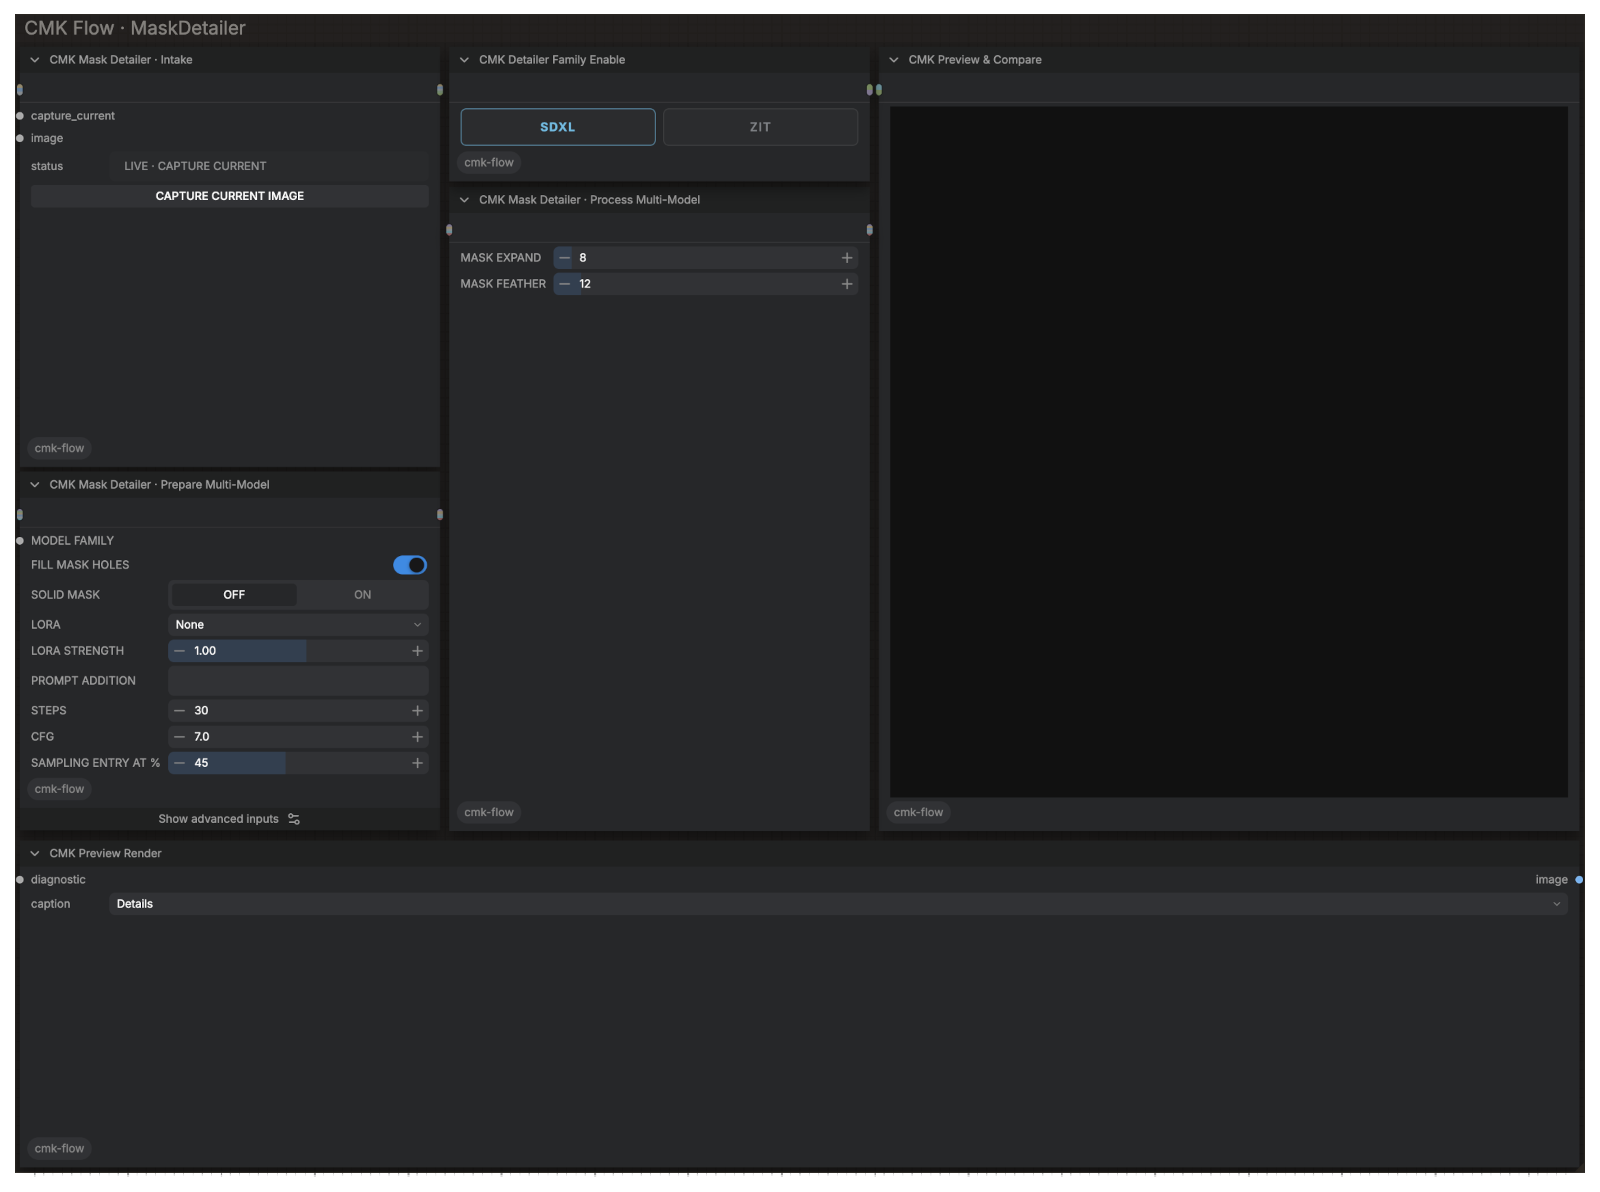 CMK Flow · MaskDetailer
CMK Mask Detailer · Intake
capture_current
image
status LIVE · CAPTURE CURRENT
CAPTURE CURRENT IMAGE
cmk-flow
CMK Mask Detailer · Prepare Multi-Model
MODEL FAMILY
FILL MASK HOLES
SOLID MASK OFF ON
LORA None
LORA STRENGTH 1.00
PROMPT ADDITION
STEPS 30
CFG 7.0
SAMPLING ENTRY AT % 45
cmk-flow
Show advanced inputs
CMK Detailer Family Enable
SDXL ZIT
cmk-flow
CMK Mask Detailer · Process Multi-Model
MASK EXPAND 8
MASK FEATHER 12
cmk-flow
CMK Preview & Compare
cmk-flow
CMK Preview Render
diagnostic image
caption Details
cmk-flow